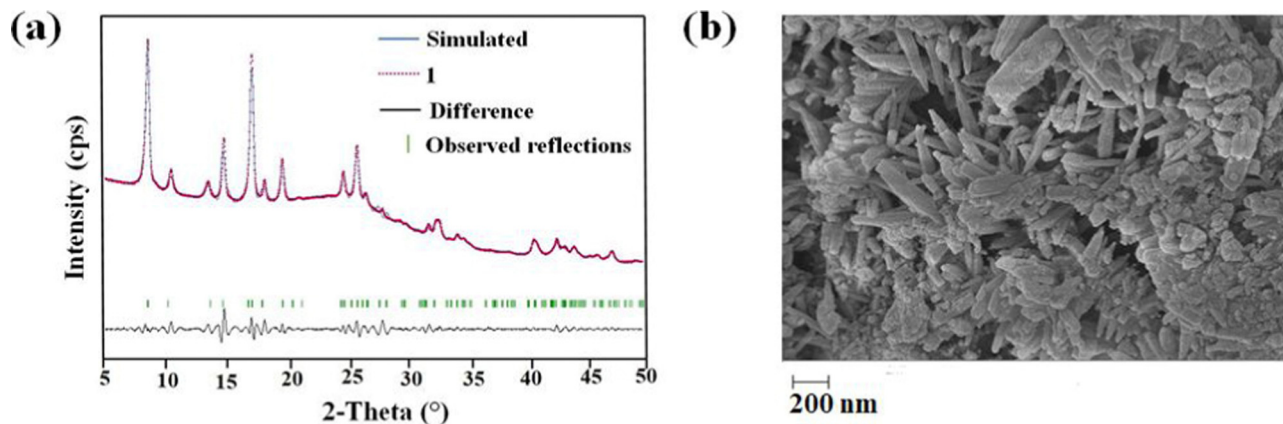 (a)
Simulated
1
Difference
Observed reflections
Intensity (cps)
5 10 15 20 25 30 35 40 45 50
2-Theta (°)
(b)
200 nm